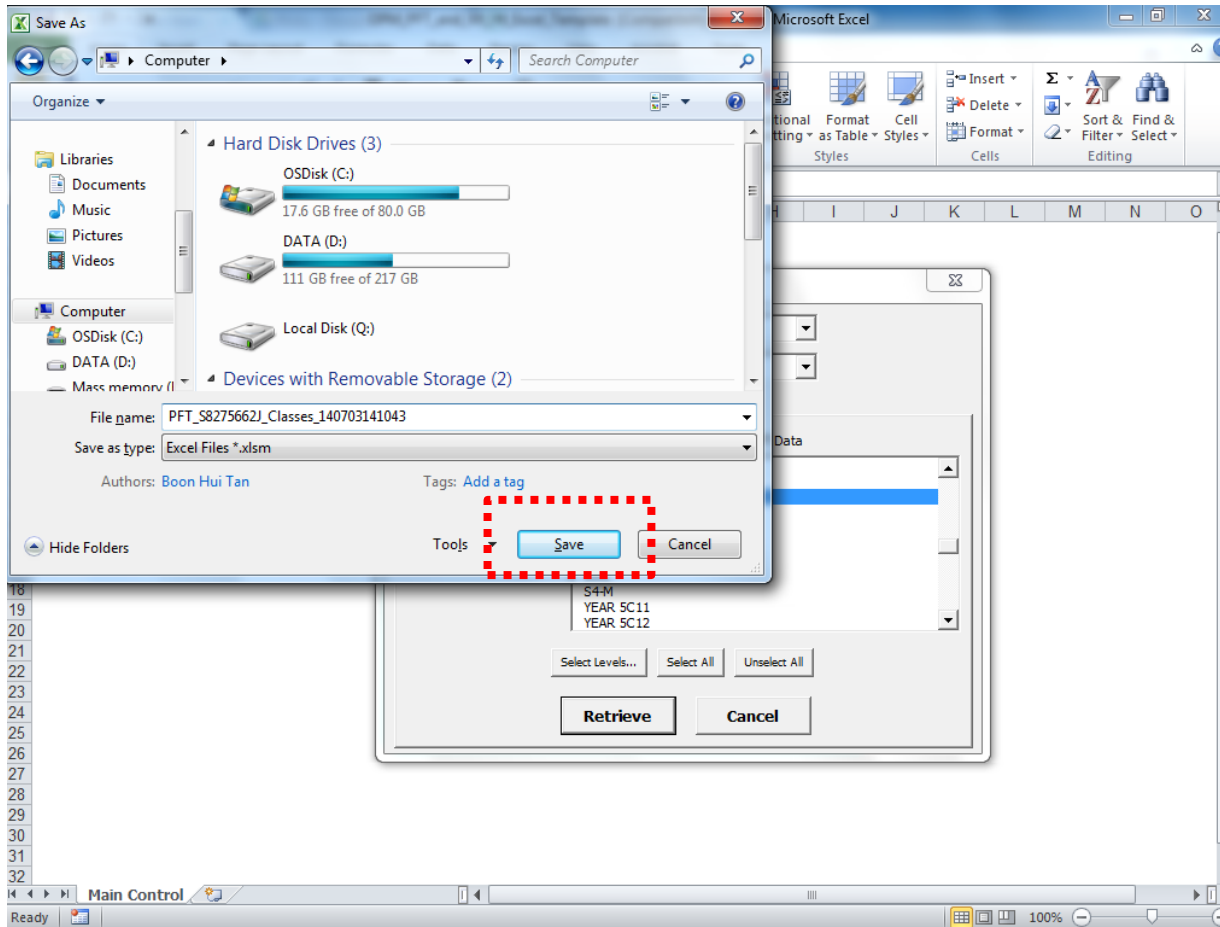 Save As
Microsoft Excel
Computer
Search Computer
Organize
Insert
Delete
Format
Format as Table
Cell Styles
Sort & Filter
Find & Select
Styles
Cells
Editing
Libraries
Documents
Music
Pictures
Videos
Computer
OSDisk (C:)
DATA (D:)
Mass memory (
Hard Disk Drives (3)
OSDisk (C:)
17.6 GB free of 80.0 GB
DATA (D:)
111 GB free of 217 GB
Local Disk (Q:)
Devices with Removable Storage (2)
File name: PFT_S8275662J_Classes_140703141043
Save as type: Excel Files *.xlsm
Authors: Boon Hui Tan
Tags: Add a tag
Hide Folders
Tools
Save
Cancel
H I J K L M N O
Data
S4-M
YEAR 5C11
YEAR 5C12
Select Levels...
Select All
Unselect All
Retrieve
Cancel
18
19
20
21
22
23
24
25
26
27
28
29
30
31
32
Main Control
Ready
100%